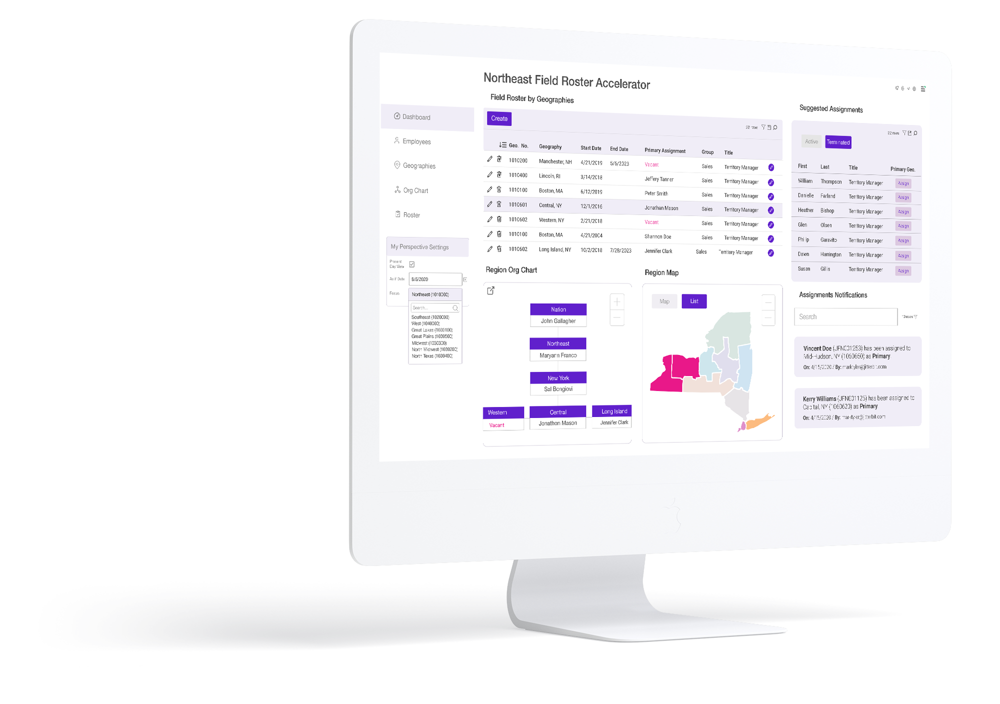 Northeast Field Roster Accelerator
Dashboard
Employees
Geographies
Org Chart
Roster
My Perspective Settings
Present
Day View
As if Date
8/5/2020
Focus
Northeast (1010000)
Search...
Southeast (1020000)
West (1040000)
Great Lakes (1030100)
Great Plains (1030500)
Midwest (1030300)
North Midwest (1030200)
North Texas (1030400)
Field Roster by Geographies
Create
22 rows
Geo. No. Geography Start Date End Date Primary Assignment Group Title
1010200 Manchester, NH 4/21/2019 5/6/2023 Vacant Sales Territory Manager
1010400 Lincoln, RI 3/14/2018 Jeffery Tanner Sales Territory Manager
1010100 Boston, MA 6/12/2019 Peter Smith Sales Territory Manager
1010601 Central, NY 12/1/2016 Jonathan Mason Sales Territory Manager
1010602 Western, NY 2/21/2018 Vacant Sales Territory Manager
1010100 Boston, MA 4/21/2004 Shannon Doe Sales Territory Manager
1010602 Long Island, NY 10/2/2018 7/28/2023 Jennifer Clark Sales Territory Manager
Region Org Chart
Nation
John Gallagher
Northeast
Maryann Franco
New York
Sal Bongiovi
Western Central Long Island
Vacant Jonathon Mason Jennifer Clark
Region Map
Map List
Suggested Assignments
22 rows
Active Terminated
First Last Title Primary Geo.
William Thompson Territory Manager Assign
Danielle Farland Territory Manager Assign
Heather Bishop Territory Manager Assign
Glen Olsen Territory Manager Assign
Philip Garavito Territory Manager Assign
Dawn Harrington Territory Manager Assign
Susan Gillis Territory Manager Assign
Assignments Notifications
Search
Vincent Doe (JFN001253) has been assigned to
Mid-Hudson, NY (1060650) as Primary.
On: 4/15/2020 / By: marktyler@jitterbit.com
Kerry Williams (JFN001125) has been assigned to
Capital, NY (1060620) as Primary.
On: 4/15/2020 / By: marktyler@jitterbit.com